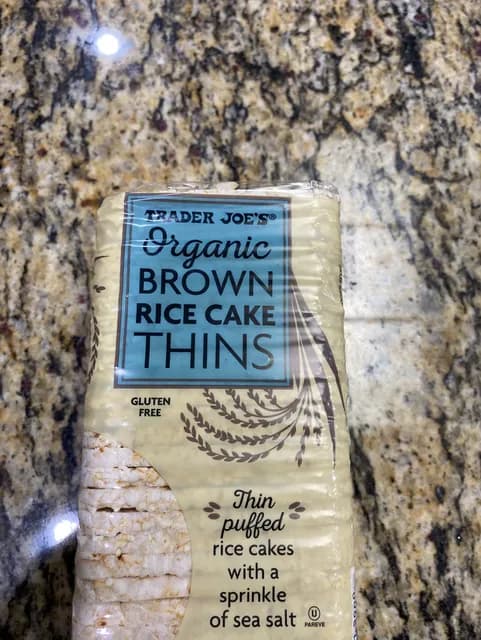 TRADER JOE'S®
Organic
BROWN
RICE CAKE
THINS
GLUTEN
FREE
Thin
puffed
rice cakes
with a
sprinkle
of sea salt
U
PAREVE